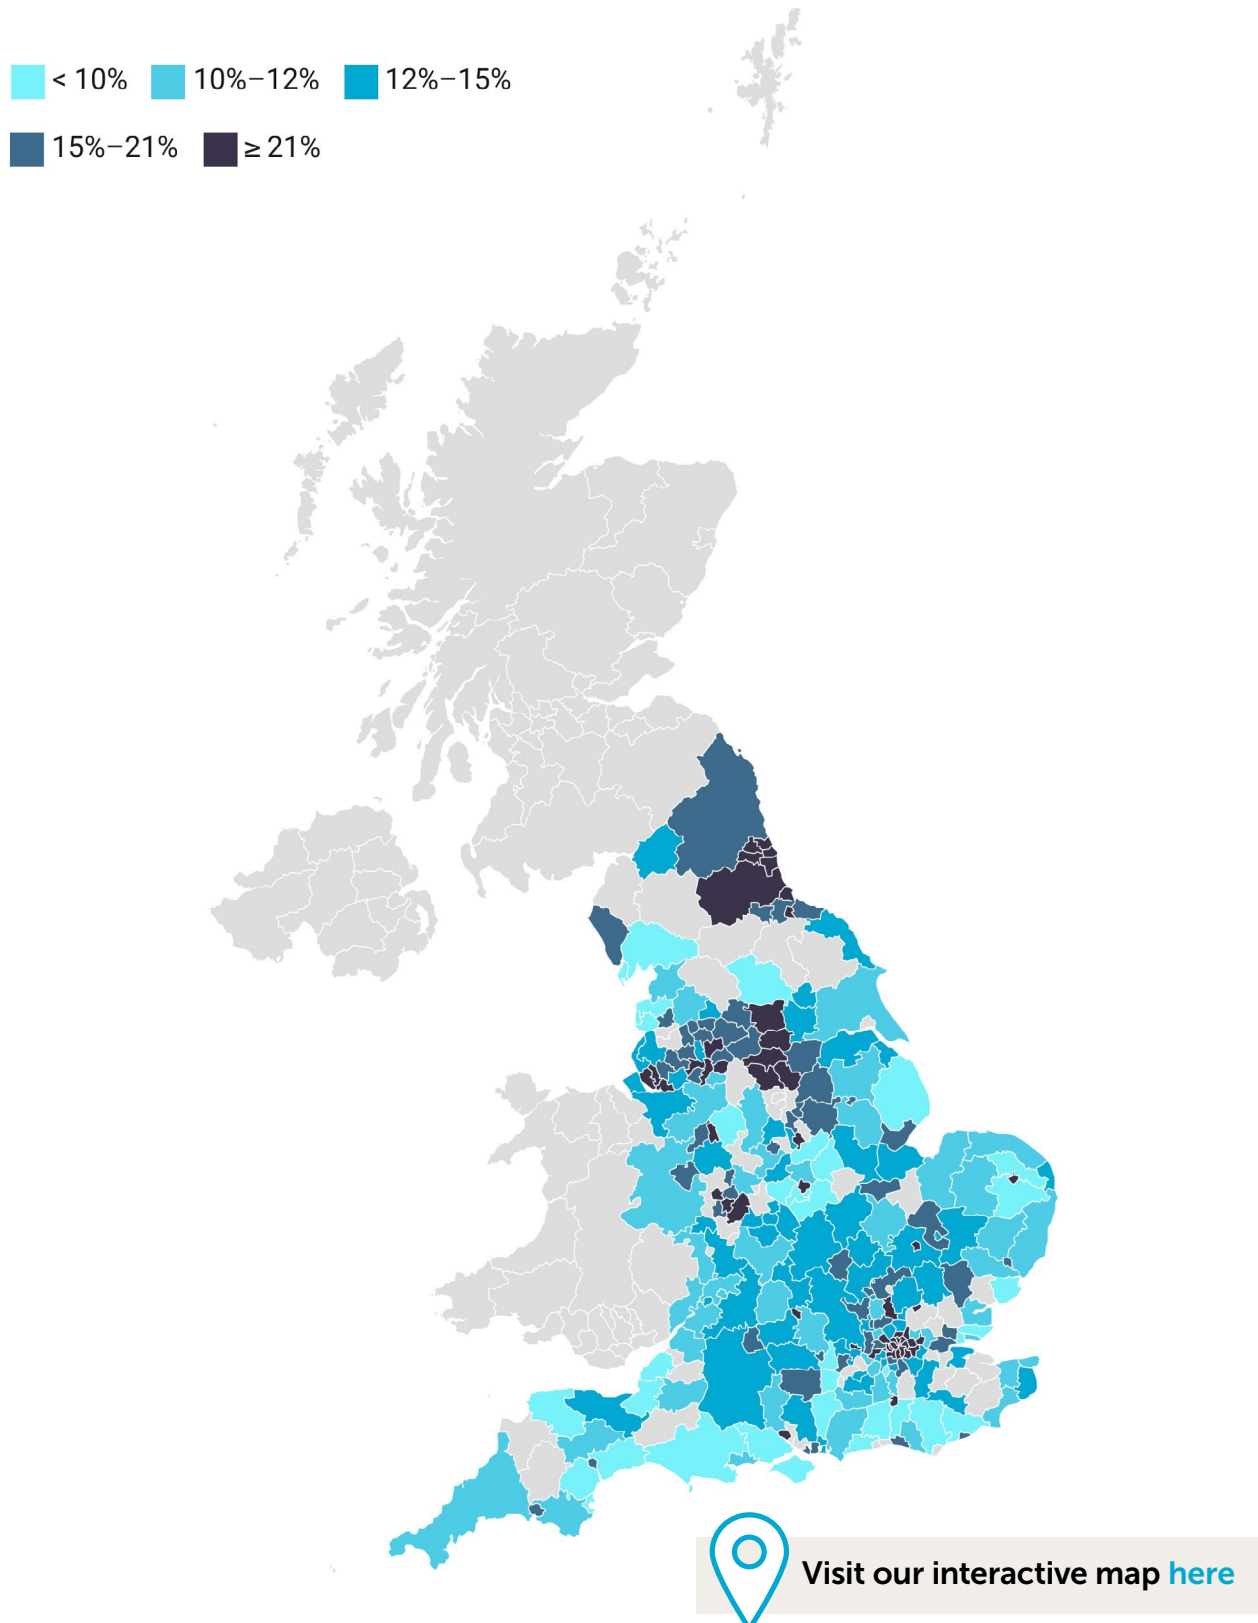 < 10% 10%–12% 12%–15%
15%–21% ≥ 21%
Visit our interactive map here